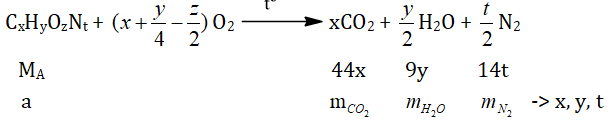 CxHyOzNt + (x + y/4 − z/2) O2 ⟶ xCO2 + y/2 H2O + t/2 N2
MA 44x 9y 14t
a mCO2 mH2O mN2 -> x, y, t